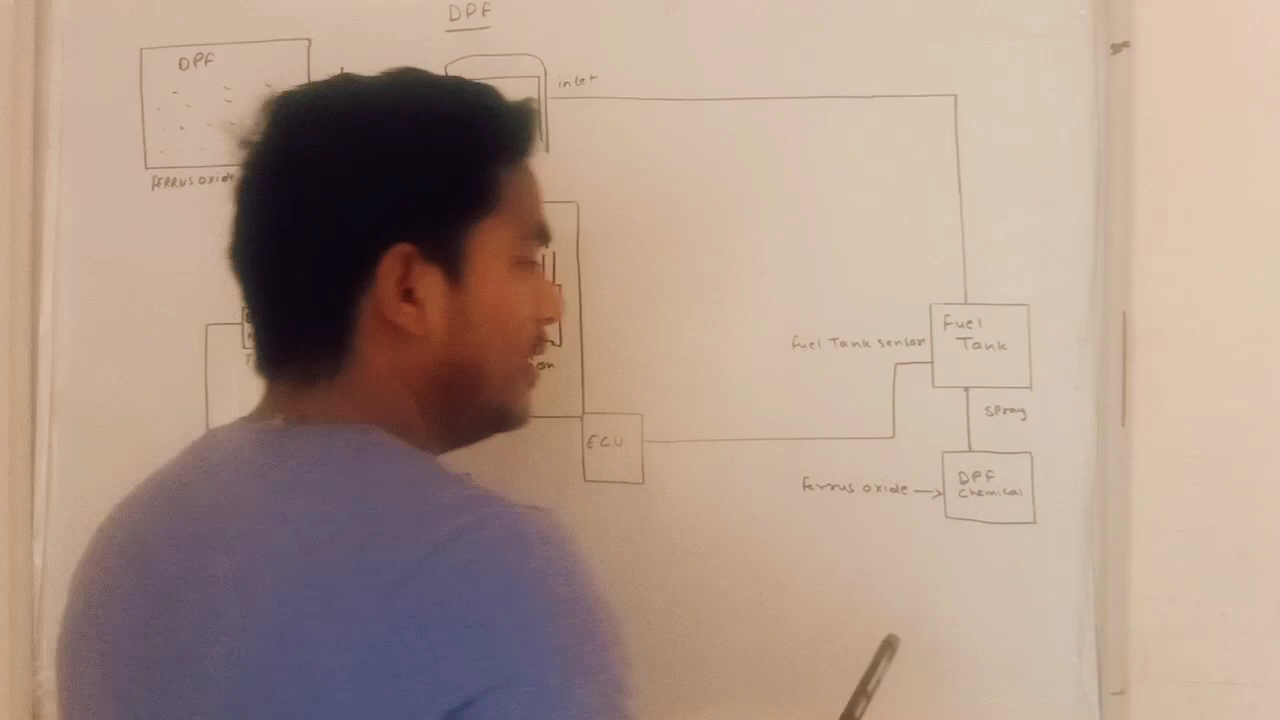 DPF
DPF
inlet
FERRUS oxide
Fuel
Tank
Fuel Tank sensor
spray
ECU
DPF
chemical
Ferrus oxide